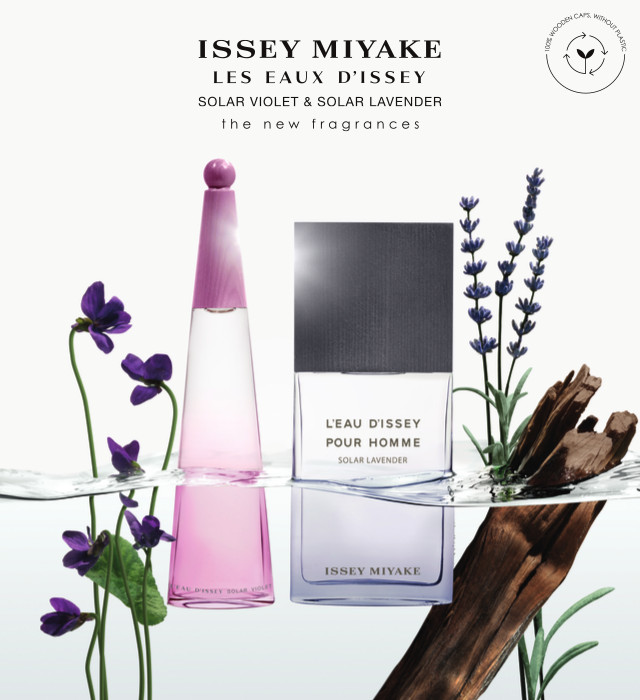 ISSEY MIYAKE
LES EAUX D'ISSEY
SOLAR VIOLET & SOLAR LAVENDER
the new fragrances
100% WOODEN CAPS, WITHOUT PLASTIC
L'EAU D'ISSEY
POUR HOMME
SOLAR LAVENDER
ISSEY MIYAKE
L'EAU D'ISSEY SOLAR VIOLET